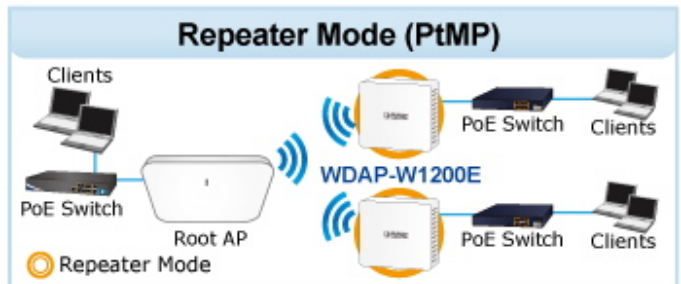 Repeater Mode (PtMP)
Clients
PoE Switch
Root AP
WDAP-W1200E
PoE Switch
Clients
PoE Switch
Clients
Repeater Mode